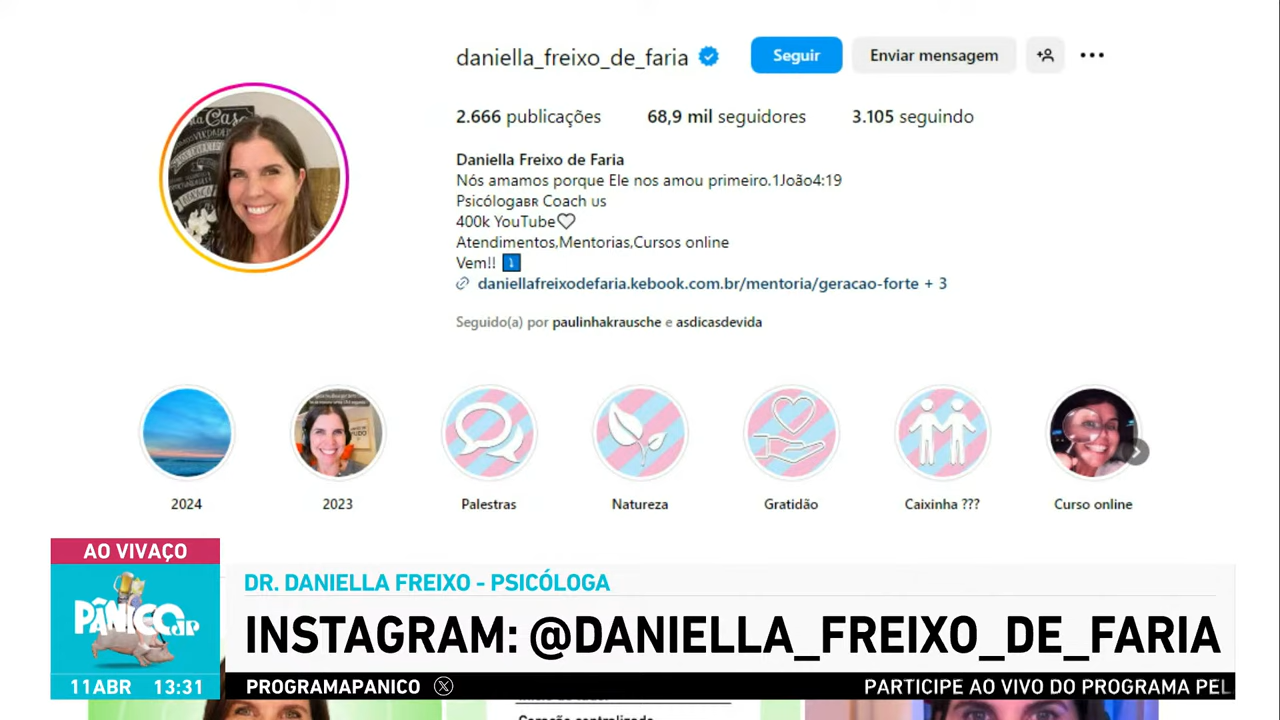 daniella_freixo_de_faria
Seguir
Enviar mensagem
2.666 publicações
68,9 mil seguidores
3.105 seguindo
Daniella Freixo de Faria
Nós amamos porque Ele nos amou primeiro.1João4:19
PsicólogaBR Coach us
400k YouTube♡
Atendimentos,Mentorias,Cursos online
Vem!! ⤵
daniellafreixodefaria.kebook.com.br/mentoria/geracao-forte + 3
Seguido(a) por paulinhakrausche e asdicasdevida
2024
2023
Palestras
Natureza
Gratidão
Caixinha ???
Curso online
AO VIVAÇO
PÂNICO JP
11ABR 13:31
DR. DANIELLA FREIXO - PSICÓLOGA
INSTAGRAM: @DANIELLA_FREIXO_DE_FARIA
PROGRAMAPANICO
PARTICIPE AO VIVO DO PROGRAMA PEL